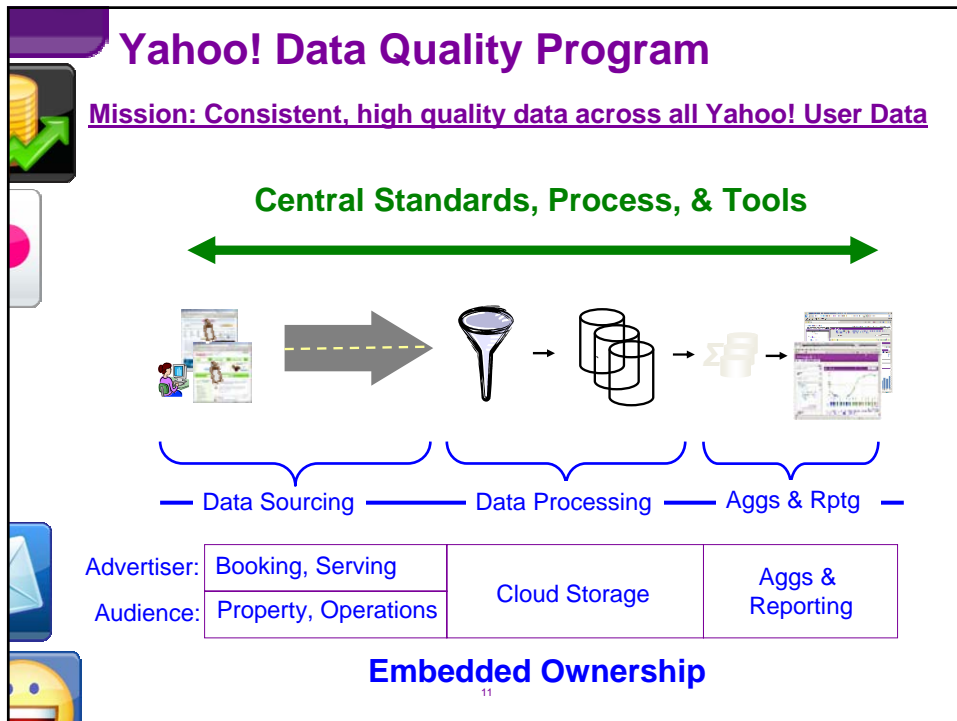 Yahoo! Data Quality Program
Mission: Consistent, high quality data across all Yahoo! User Data
Central Standards, Process, & Tools
Σ
Data Sourcing
Data Processing
Aggs & Rptg
Advertiser:
Booking, Serving
Audience:
Property, Operations
Cloud Storage
Aggs &
Reporting
Embedded Ownership
11